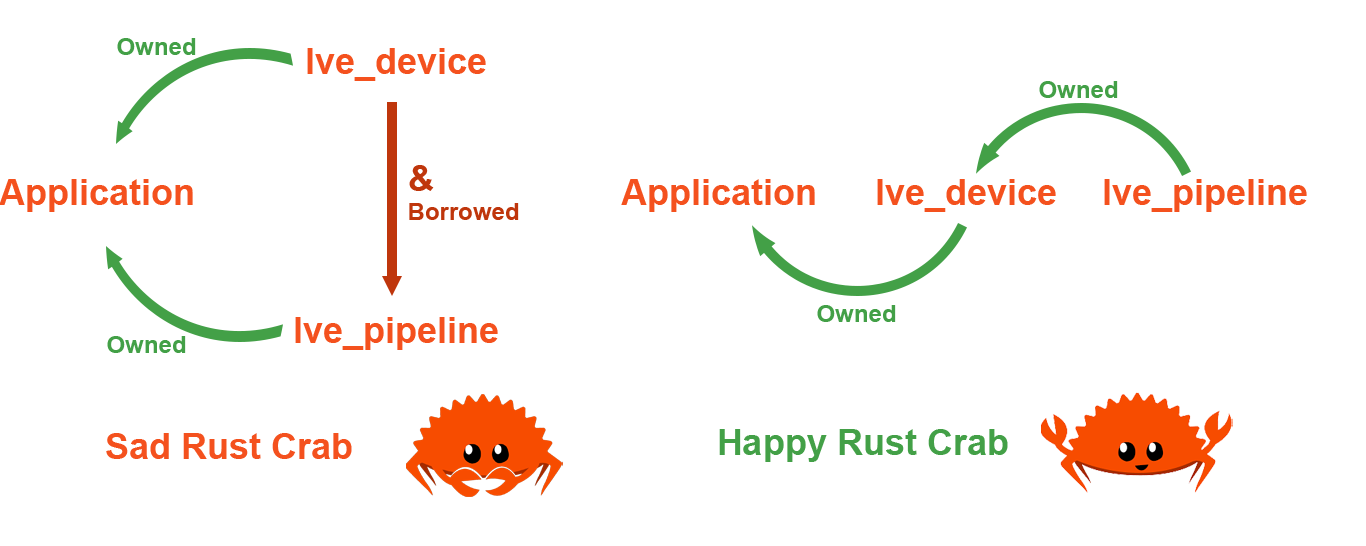 Owned
lve_device
Application
&
Borrowed
Owned
lve_pipeline
Sad Rust Crab
Owned
Application
lve_device
lve_pipeline
Owned
Happy Rust Crab